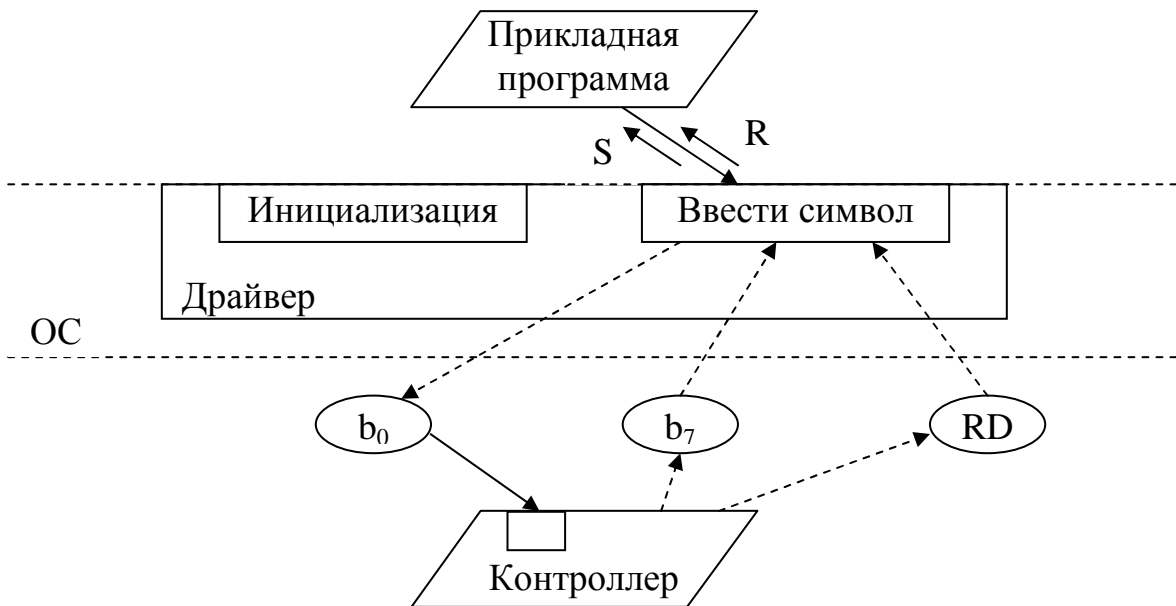 Прикладная
программа
S
R
Инициализация
Ввести символ
Драйвер
ОС
b₀
b₇
RD
Контроллер